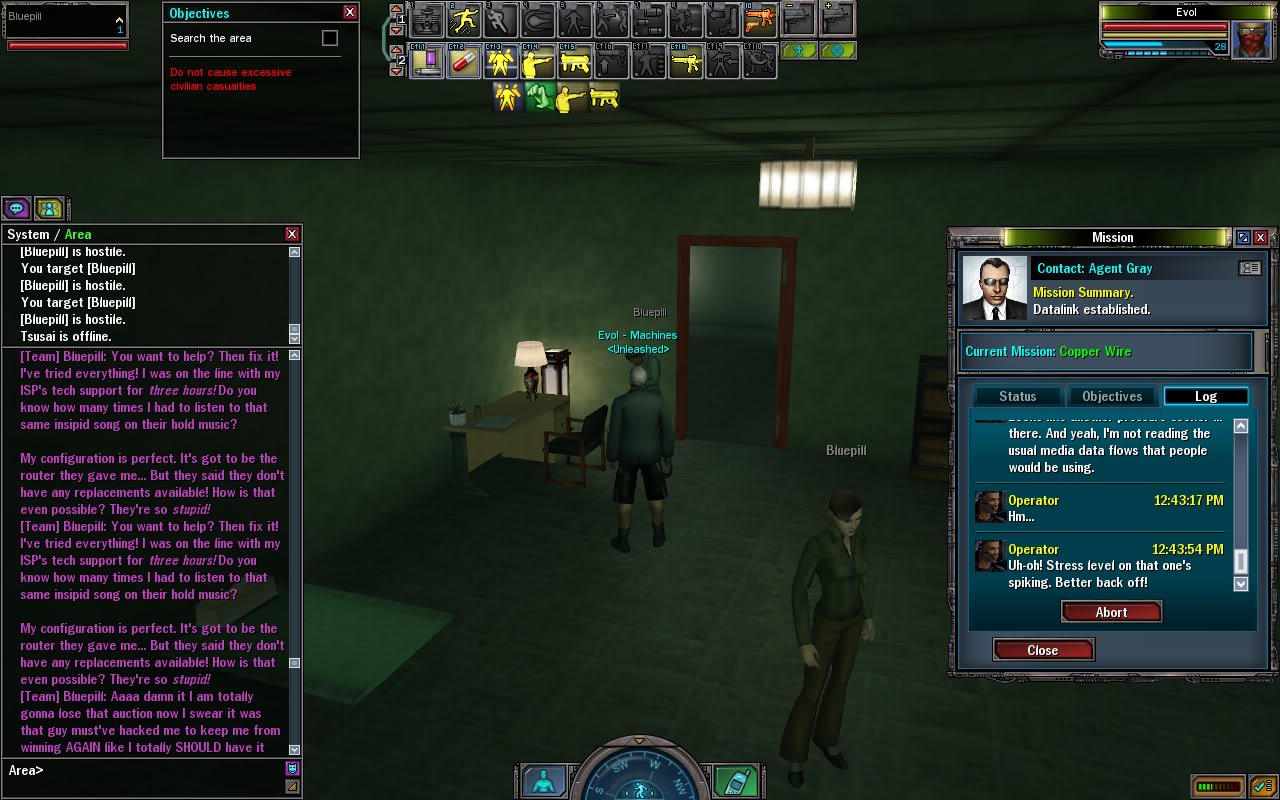 Bluepill
1
Objectives
Search the area
Do not cause excessive
civilian casualties
1
2
10
Ctrl 2
Ctrl 3
Ctrl 4
Ctrl 5
Evol
28
System / Area
[Bluepill] is hostile.
You target [Bluepill]
[Bluepill] is hostile.
You target [Bluepill]
[Bluepill] is hostile.
Tsusai is offline.
[Team] Bluepill: You want to help? Then fix it!
I've tried everything! I was on the line with my
ISP's tech support for three hours! Do you
know how many times I had to listen to that
same insipid song on their hold music?
My configuration is perfect. It's got to be the
router they gave me... But they said they don't
have any replacements available! How is that
even possible? They're so stupid!
[Team] Bluepill: You want to help? Then fix it!
I've tried everything! I was on the line with my
ISP's tech support for three hours! Do you
know how many times I had to listen to that
same insipid song on their hold music?
My configuration is perfect. It's got to be the
router they gave me... But they said they don't
have any replacements available! How is that
even possible? They're so stupid!
[Team] Bluepill: Aaaa damn it I am totally
gonna lose that auction now I swear it was
that guy must've hacked me to keep me from
winning AGAIN like I totally SHOULD have it
Area>
Bluepill
Evol - Machines
<Unleashed>
Bluepill
SW
W
NW
S
Mission
Contact: Agent Gray
Mission Summary.
Datalink established.
Current Mission: Copper Wire
Status
Objectives
Log
there. And yeah, I'm not reading the
usual media data flows that people
would be using.
Operator 12:43:17 PM
Hm...
Operator 12:43:54 PM
Uh-oh! Stress level on that one's
spiking. Better back off!
Abort
Close